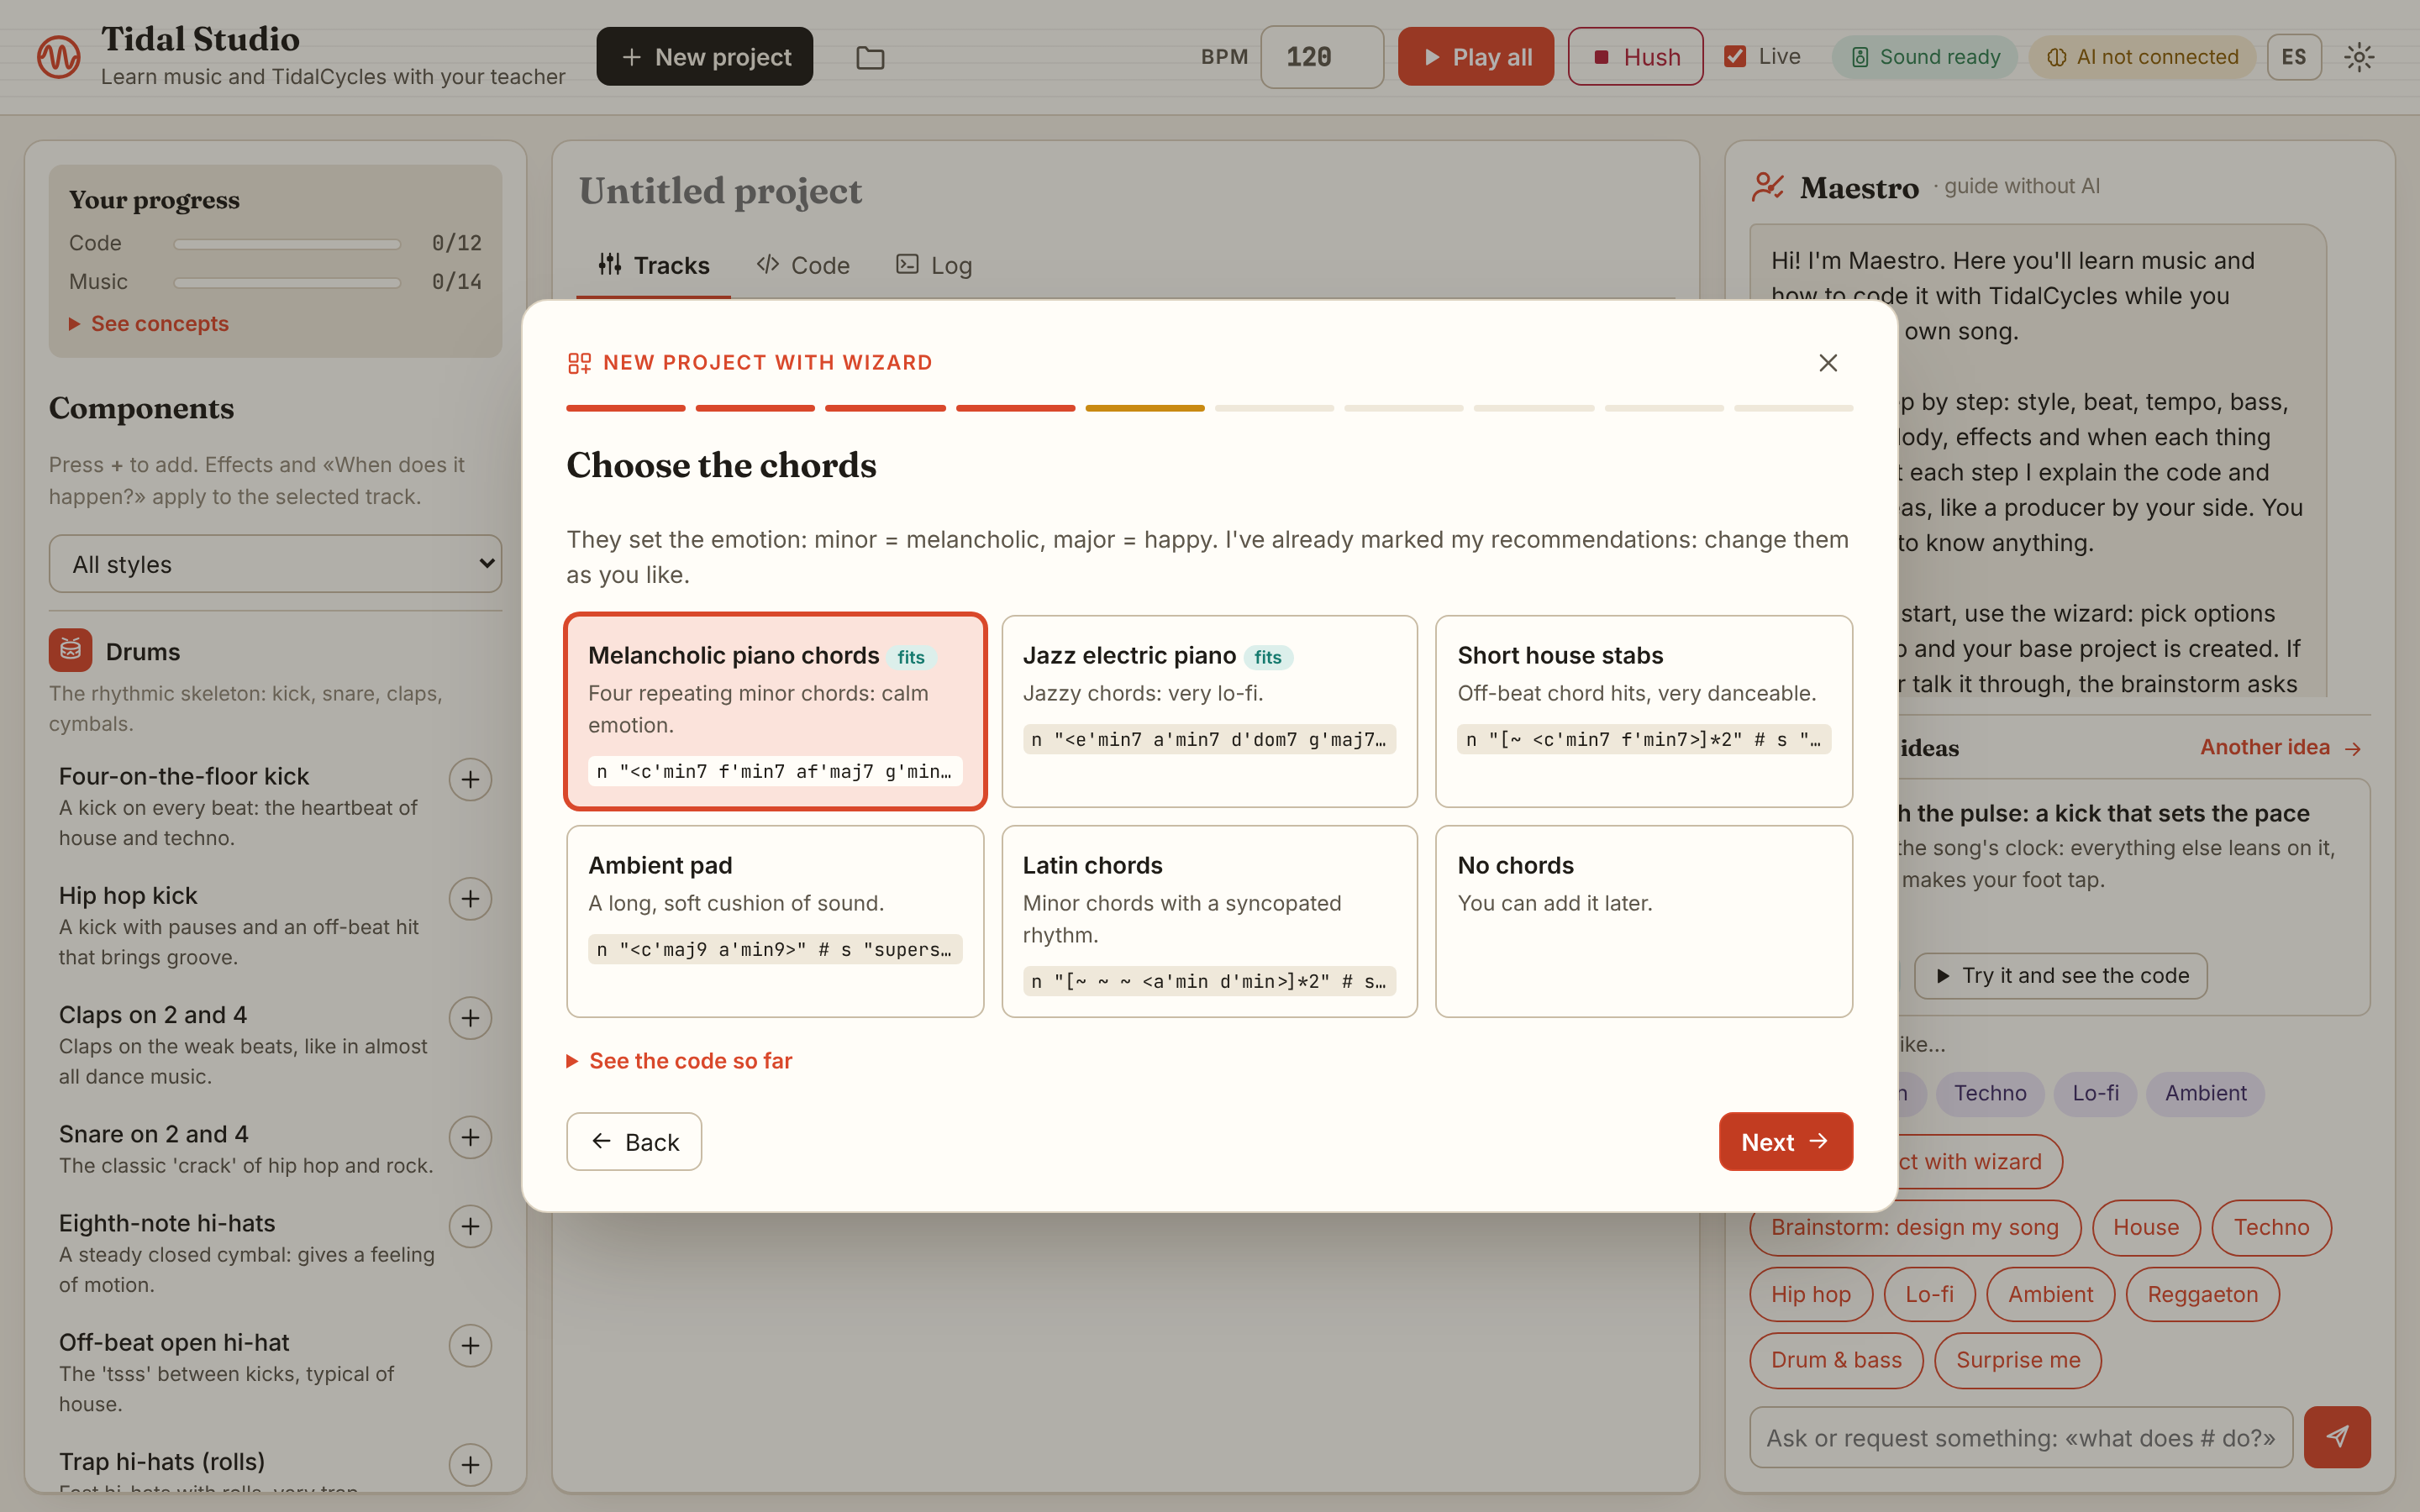 Tidal Studio
Learn music and TidalCycles with your teacher
New project
BPM
120
Play all
Hush
Live
Sound ready
AI not connected
ES
Your progress
Code
0/12
Music
0/14
See concepts
Components
Press + to add. Effects and «When does it
happen?» apply to the selected track.
All styles
Drums
The rhythmic skeleton: kick, snare, claps,
cymbals.
Four-on-the-floor kick
A kick on every beat: the heartbeat of
house and techno.
Hip hop kick
A kick with pauses and an off-beat hit
that brings groove.
Claps on 2 and 4
Claps on the weak beats, like in almost
all dance music.
Snare on 2 and 4
The classic 'crack' of hip hop and rock.
Eighth-note hi-hats
A steady closed cymbal: gives a feeling
of motion.
Off-beat open hi-hat
The 'tsss' between kicks, typical of
house.
Trap hi-hats (rolls)
Untitled project
Tracks
Code
Log
NEW PROJECT WITH WIZARD
Choose the chords
They set the emotion: minor = melancholic, major = happy. I've already marked my recommendations: change them
as you like.
Melancholic piano chords fits
Four repeating minor chords: calm
emotion.
n "<c'min7 f'min7 af'maj7 g'min…
Jazz electric piano fits
Jazzy chords: very lo-fi.
n "<e'min7 a'min7 d'dom7 g'maj7…
Short house stabs
Off-beat chord hits, very danceable.
n "[~ <c'min7 f'min7>]*2" # s "…
Ambient pad
A long, soft cushion of sound.
n "<c'maj9 a'min9>" # s "supers…
Latin chords
Minor chords with a syncopated
rhythm.
n "[~ ~ ~ <a'min d'min>]*2" # s…
No chords
You can add it later.
See the code so far
Back
Next
Maestro
· guide without AI
Hi! I'm Maestro. Here you'll learn music and
how to code it with TidalCycles while you
own song.
by step: style, beat, tempo, bass,
effects and when each thing
each step I explain the code and
like a producer by your side. You
to know anything.
start, use the wizard: pick options
and your base project is created. If
talk it through, the brainstorm asks
ideas
Another idea
the pulse: a kick that sets the pace
the song's clock: everything else leans on it,
makes your foot tap.
Try it and see the code
Techno
Lo-fi
Ambient
with wizard
Brainstorm: design my song
House
Techno
Hip hop
Lo-fi
Ambient
Reggaeton
Drum & bass
Surprise me
Ask or request something: «what does # do?»